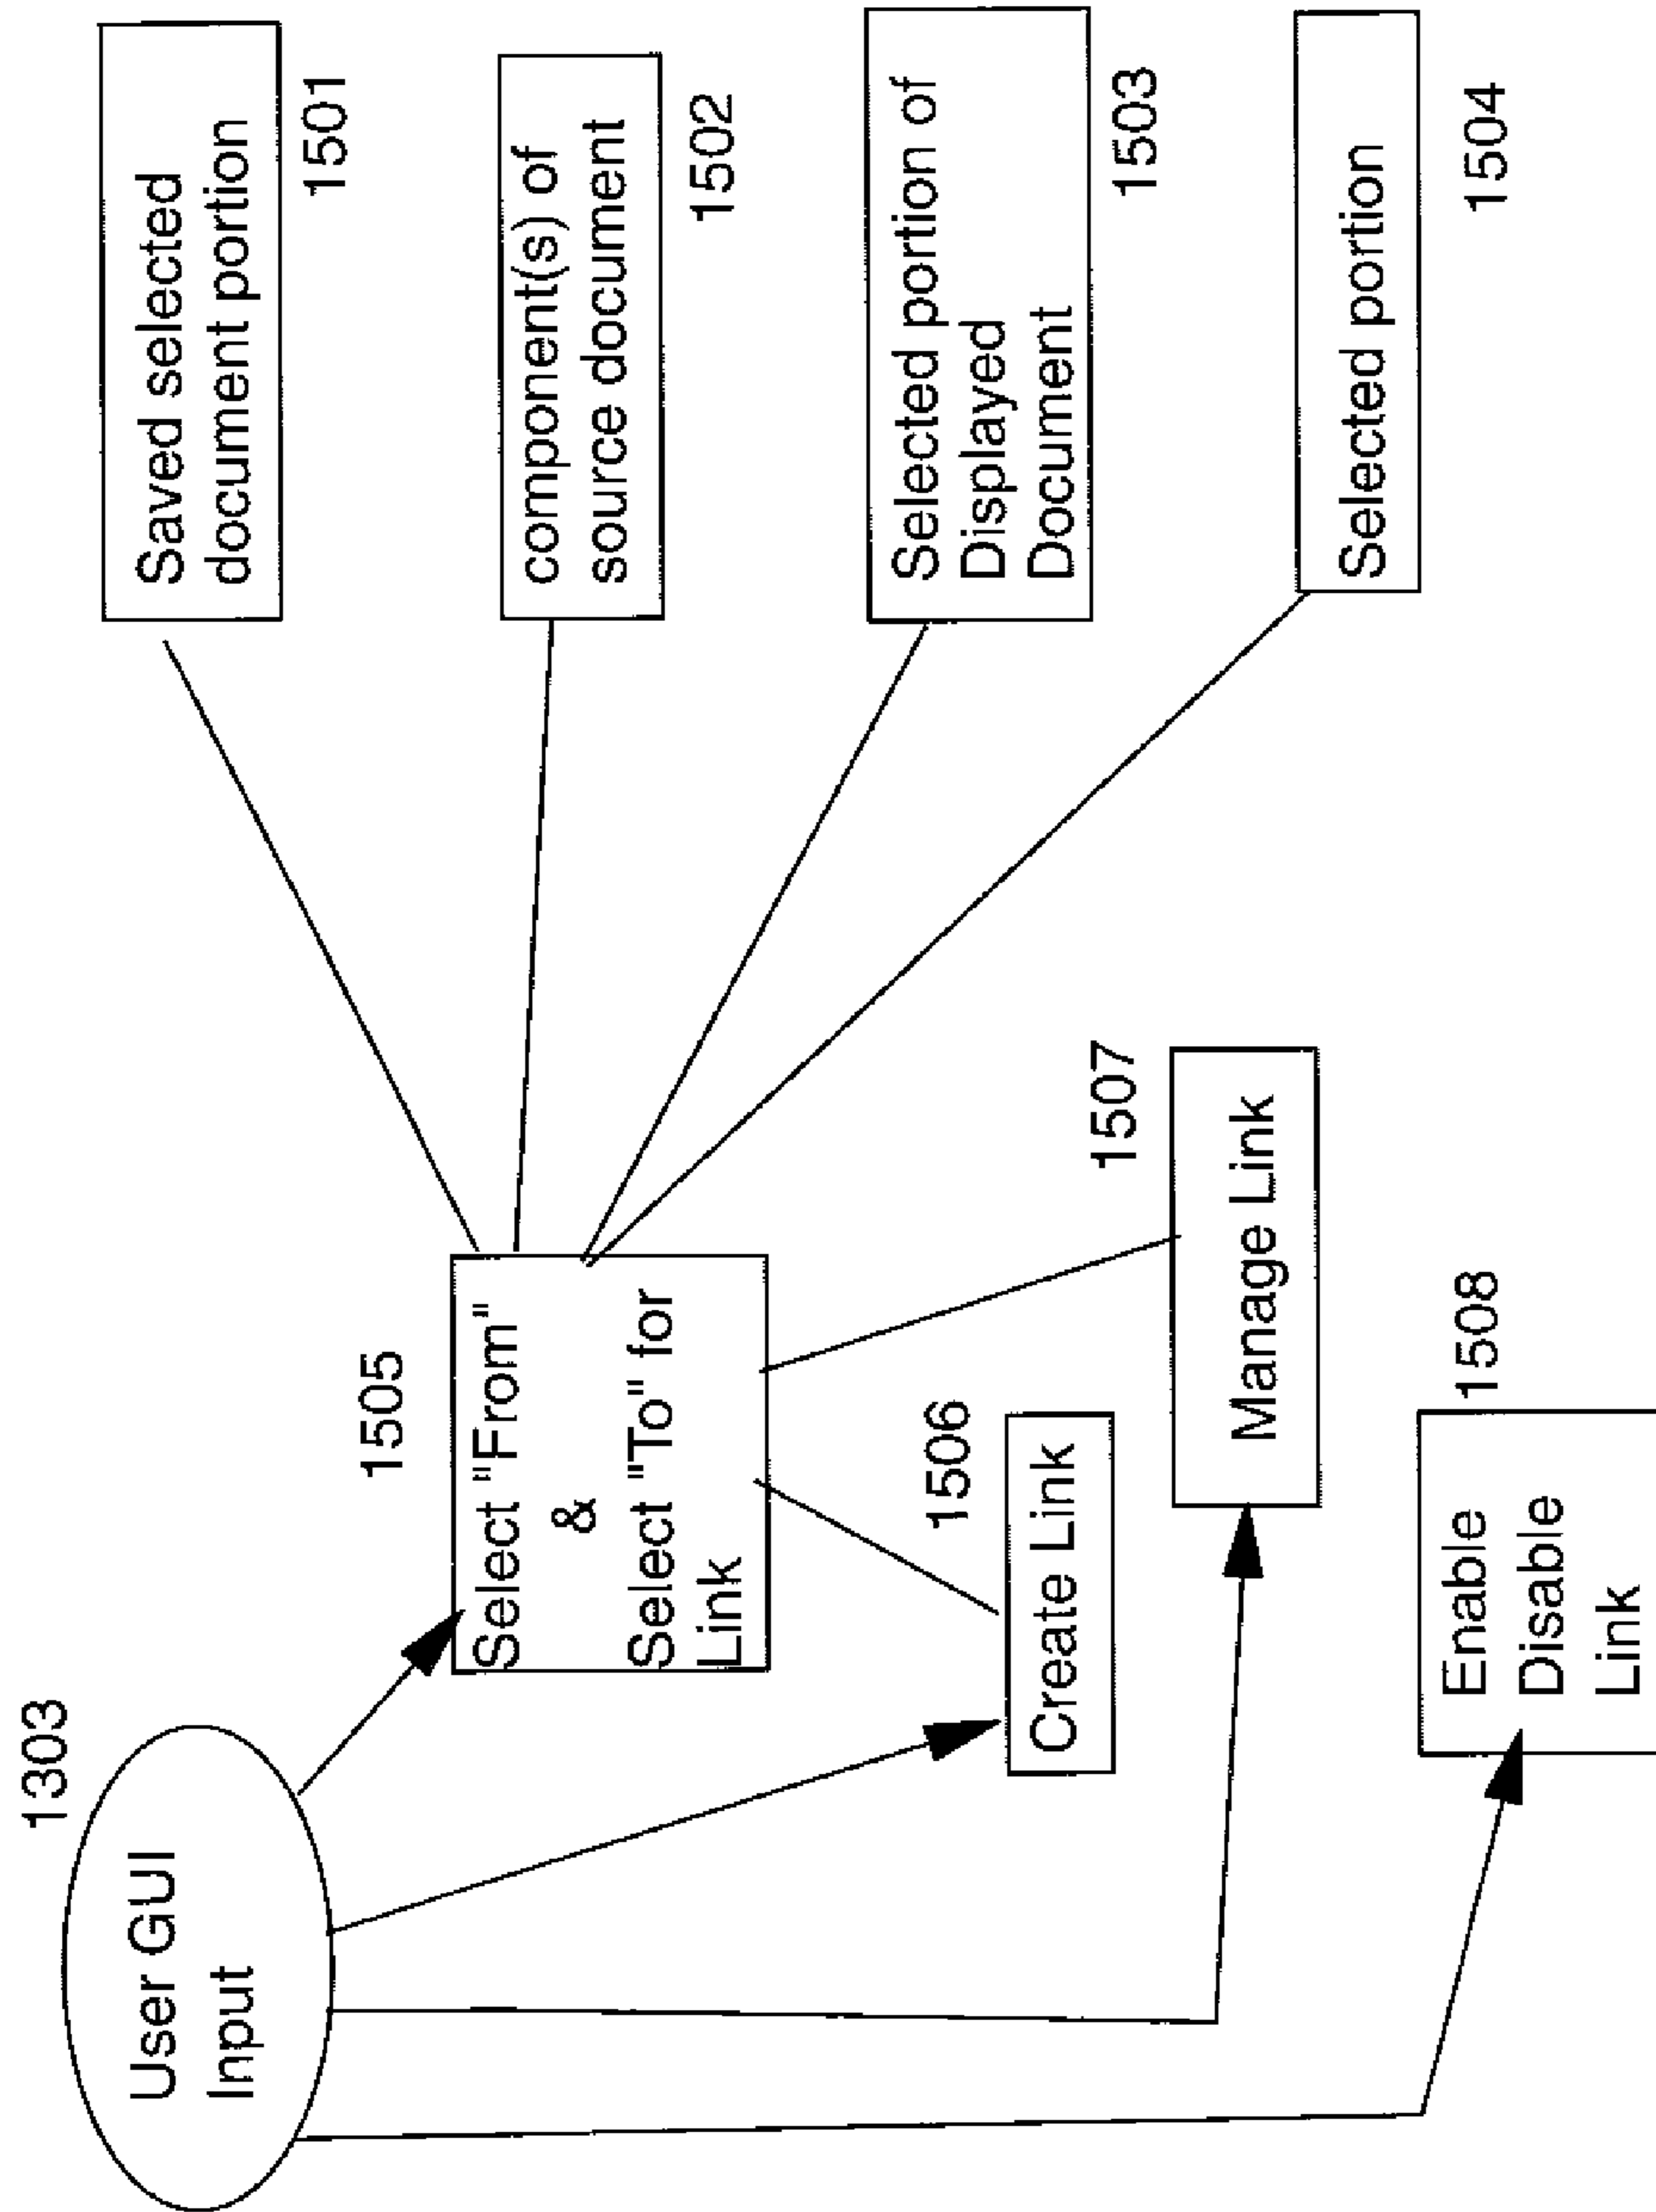 1303
User GUI
Input
1505
Select "From"
&
Select "To" for
Link
1506
Create Link
1507
Manage Link
1508
Enable
Disable
Link
Saved selected
document portion
1501
component(s) of
source document
1502
Selected portion of
Displayed
Document
1503
Selected portion
1504